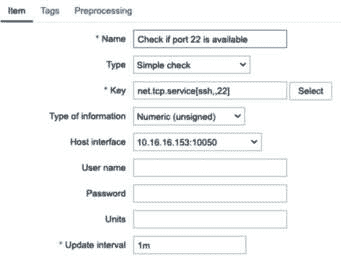 Item Tags Preprocessing
* Name Check if port 22 is available
Type Simple check
* Key net.tcp.service[ssh,,22] Select
Type of information Numeric (unsigned)
Host interface 10.16.16.153:10050
User name
Password
Units
* Update interval 1m